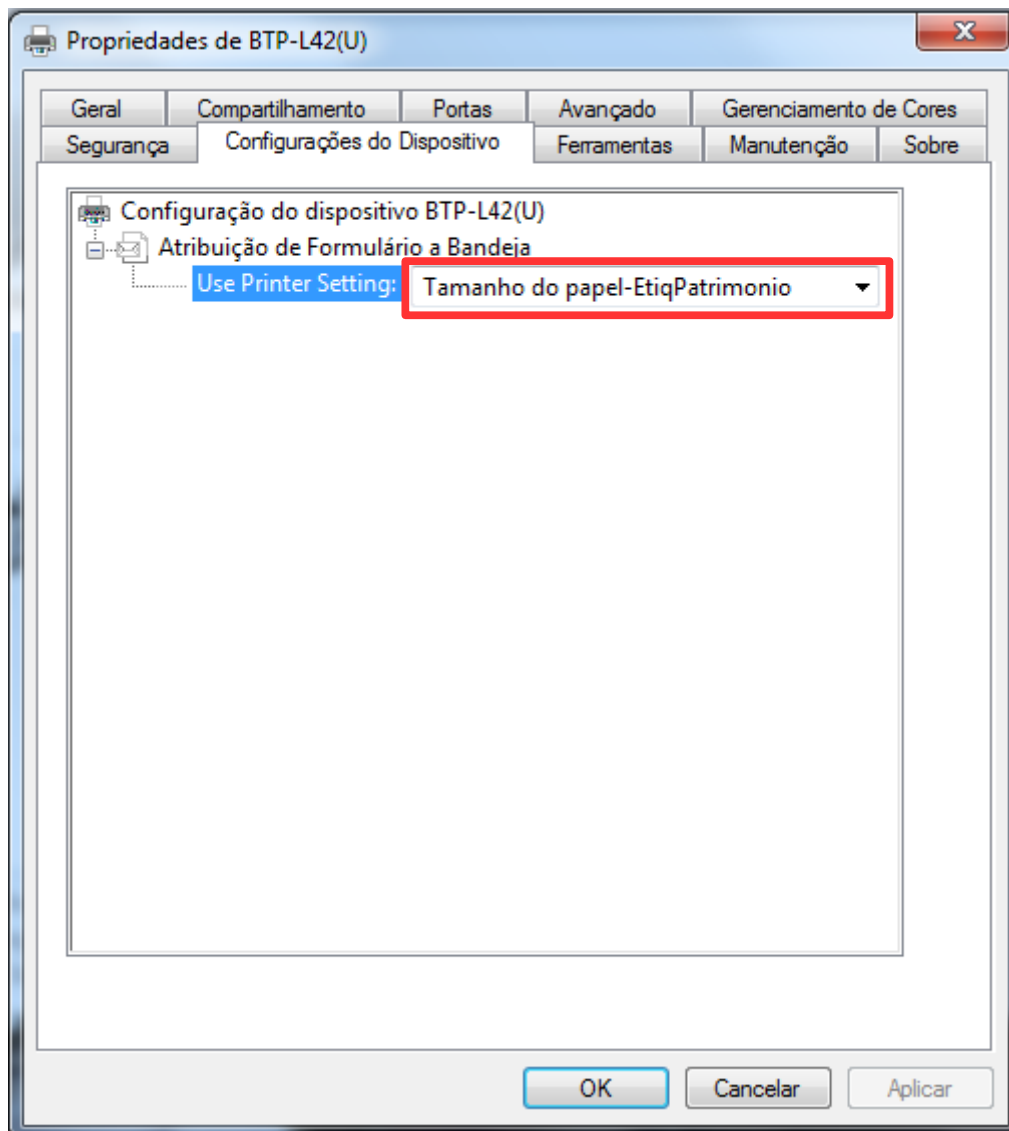 Propriedades de BTP-L42(U)
X
Geral Compartilhamento Portas Avançado Gerenciamento de Cores
Segurança Configurações do Dispositivo Ferramentas Manutenção Sobre
Configuração do dispositivo BTP-L42(U)
Atribuição de Formulário a Bandeja
Use Printer Setting: Tamanho do papel-EtiqPatrimonio
OK Cancelar Aplicar